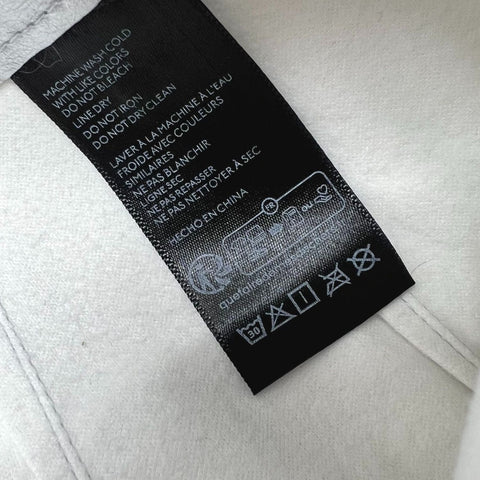 MACHINE WASH COLD
WITH LIKE COLORS
DO NOT BLEACH
LINE DRY
DO NOT IRON
DO NOT DRY CLEAN
LAVER À LA MACHINE À L'EAU
FROIDE AVEC COULEURS
SIMILAIRES
NE PAS BLANCHIR
LIGNE SEC
NE PAS REPASSER
NE PAS NETTOYER À SEC
HECHO EN CHINA
FR
OU
30